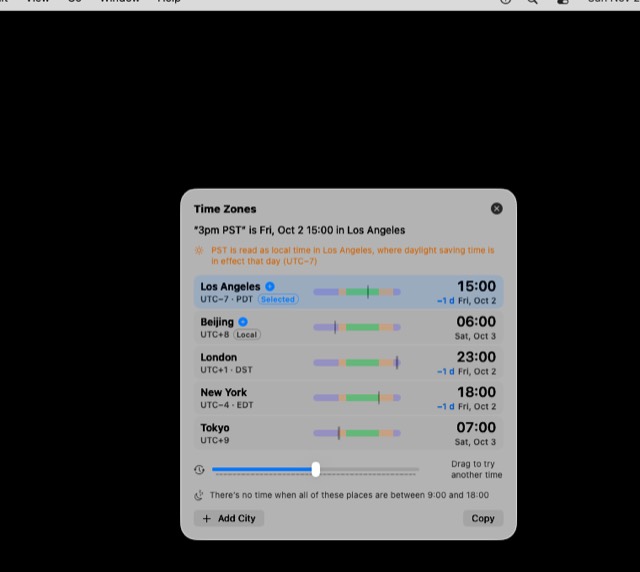 View Go Window Help
Time Zones
"3pm PST" is Fri, Oct 2 15:00 in Los Angeles
PST is read as local time in Los Angeles, where daylight saving time is
in effect that day (UTC−7)
Los Angeles 15:00
UTC−7 · PDT Selected −1 d Fri, Oct 2
Beijing 06:00
UTC+8 Local Sat, Oct 3
London 23:00
UTC+1 · DST −1 d Fri, Oct 2
New York 18:00
UTC−4 · EDT −1 d Fri, Oct 2
Tokyo 07:00
UTC+9 Sat, Oct 3
Drag to try
another time
There's no time when all of these places are between 9:00 and 18:00
+ Add City Copy